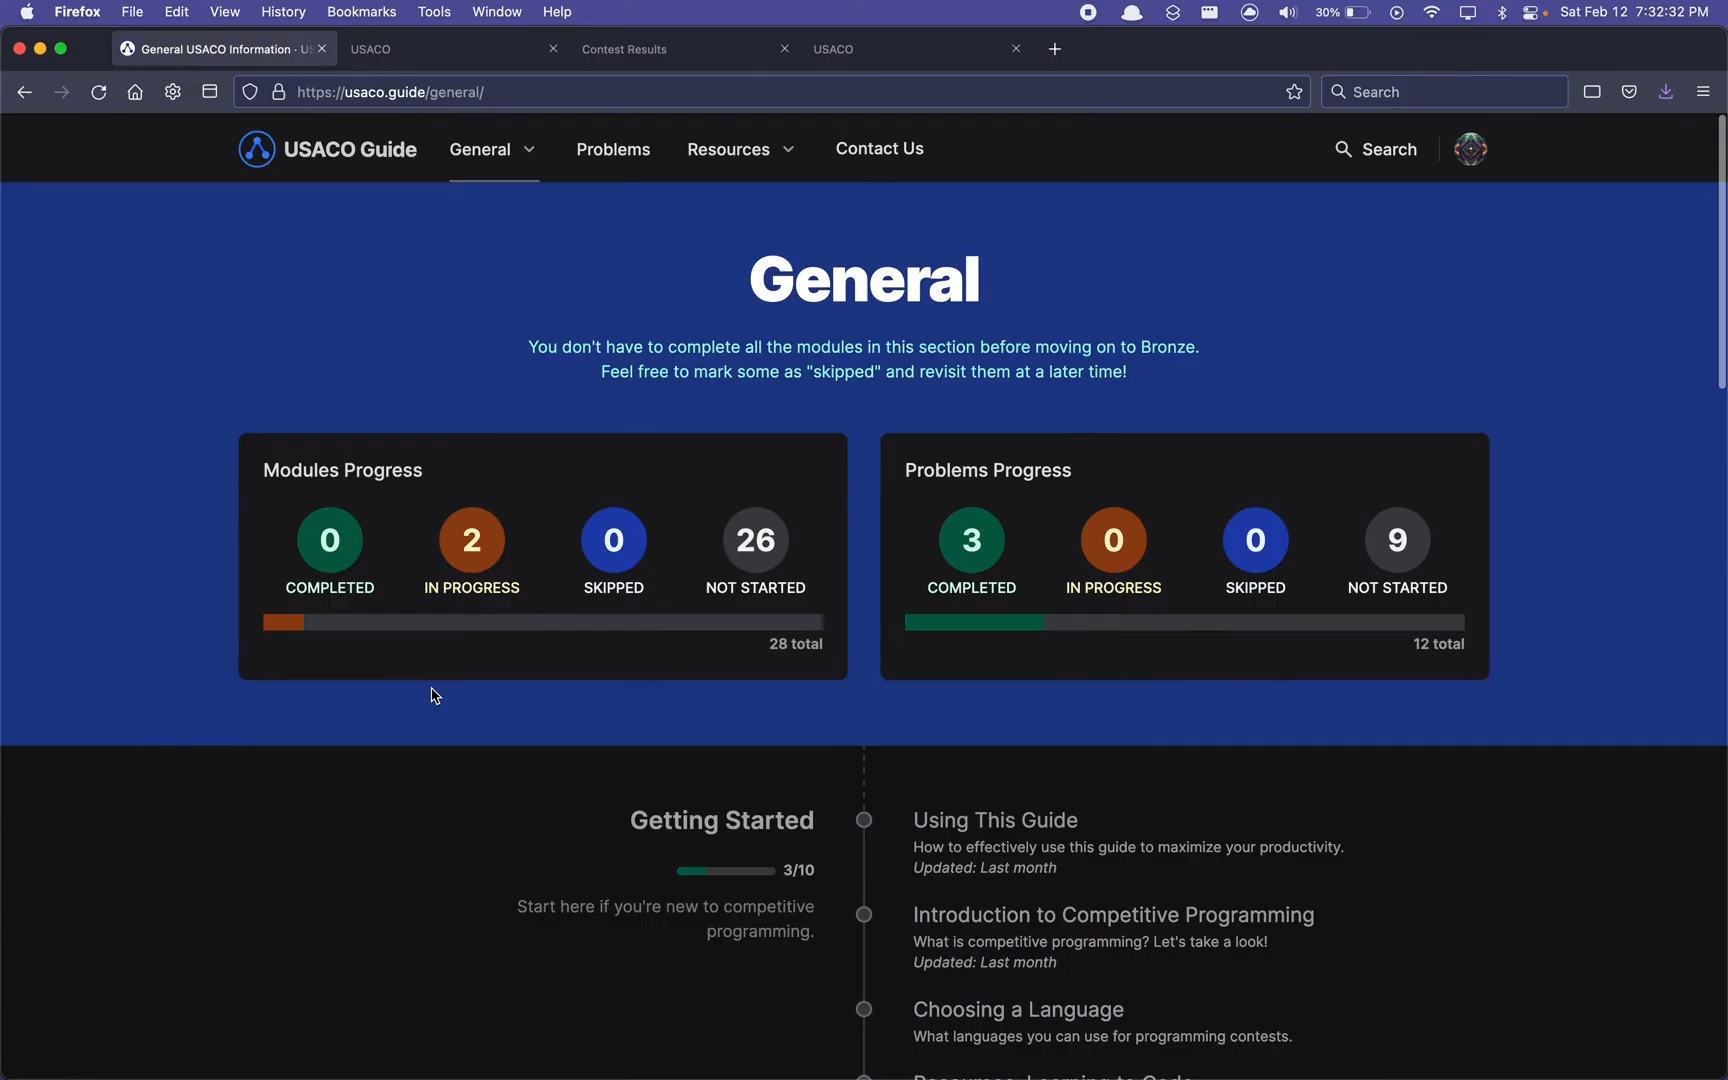 Firefox File Edit View History Bookmarks Tools Window Help 30% Sat Feb 12 7:32:32 PM
General USACO Information · US USACO Contest Results USACO
https://usaco.guide/general/ Search
USACO Guide General Problems Resources Contact Us Search
General
You don't have to complete all the modules in this section before moving on to Bronze.
Feel free to mark some as "skipped" and revisit them at a later time!
Modules Progress
0 2 0 26
COMPLETED IN PROGRESS SKIPPED NOT STARTED
28 total
Problems Progress
3 0 0 9
COMPLETED IN PROGRESS SKIPPED NOT STARTED
12 total
Getting Started
3/10
Start here if you're new to competitive
programming.
Using This Guide
How to effectively use this guide to maximize your productivity.
Updated: Last month
Introduction to Competitive Programming
What is competitive programming? Let's take a look!
Updated: Last month
Choosing a Language
What languages you can use for programming contests.
Resources: Learning to Code